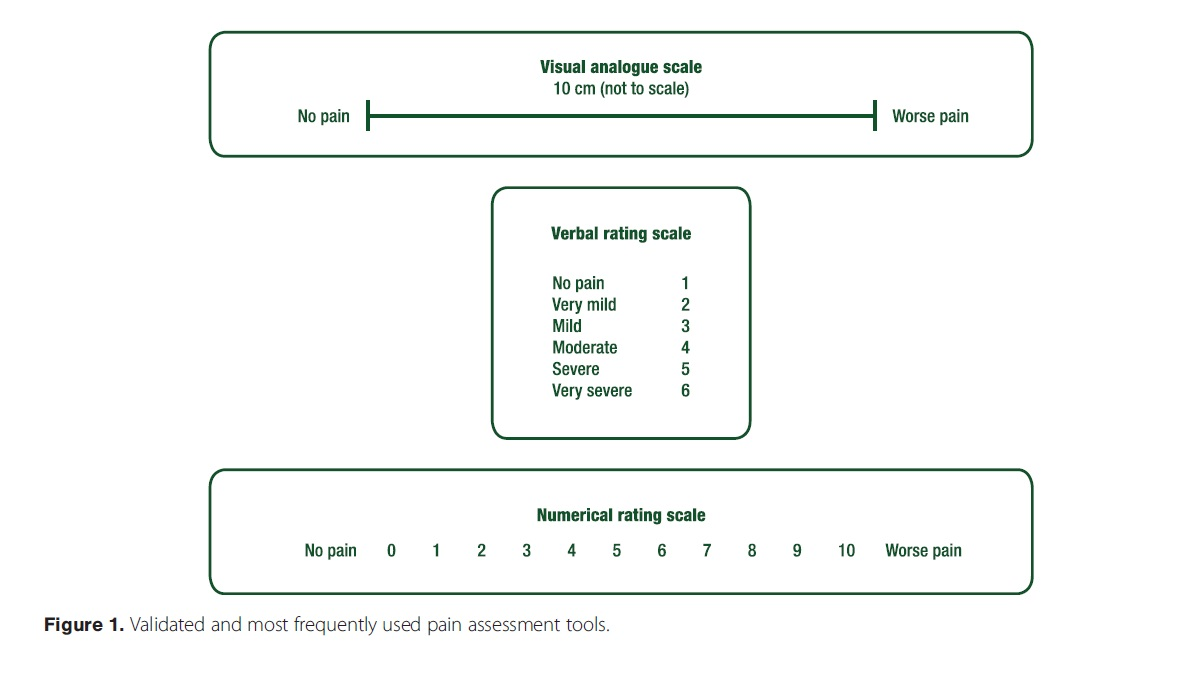 Visual analogue scale
10 cm (not to scale)
No pain Worse pain
Verbal rating scale
No pain 1
Very mild 2
Mild 3
Moderate 4
Severe 5
Very severe 6
Numerical rating scale
No pain 0 1 2 3 4 5 6 7 8 9 10 Worse pain
Figure 1. Validated and most frequently used pain assessment tools.